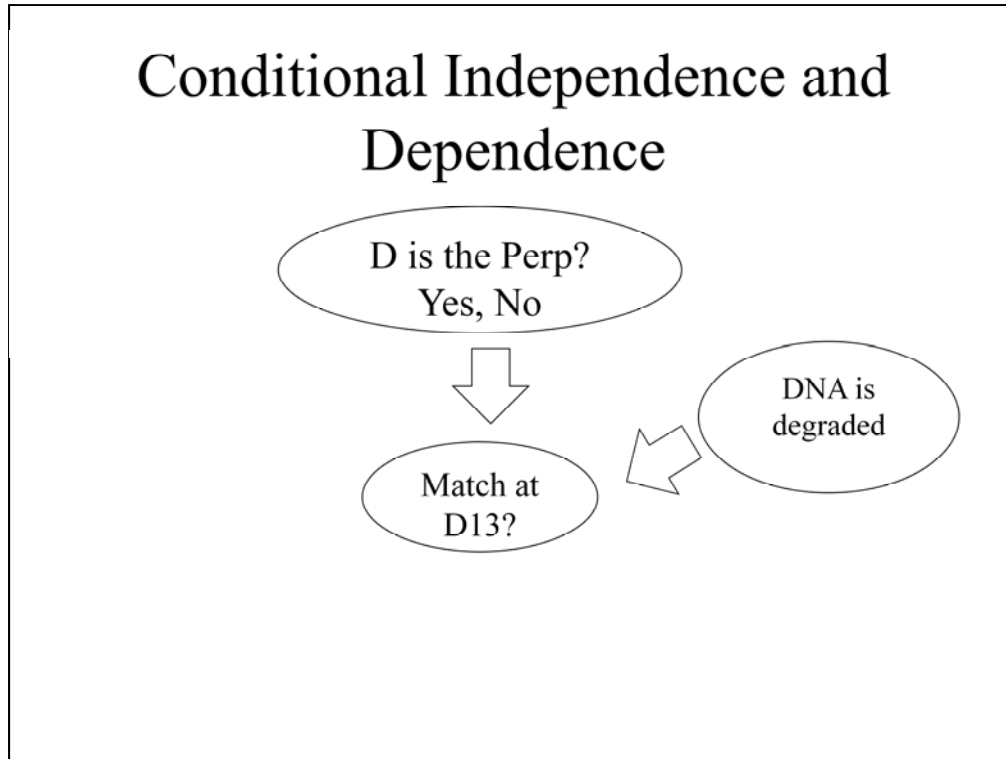 Conditional Independence and
Dependence
D is the Perp?
Yes, No
DNA is
degraded
Match at
D13?